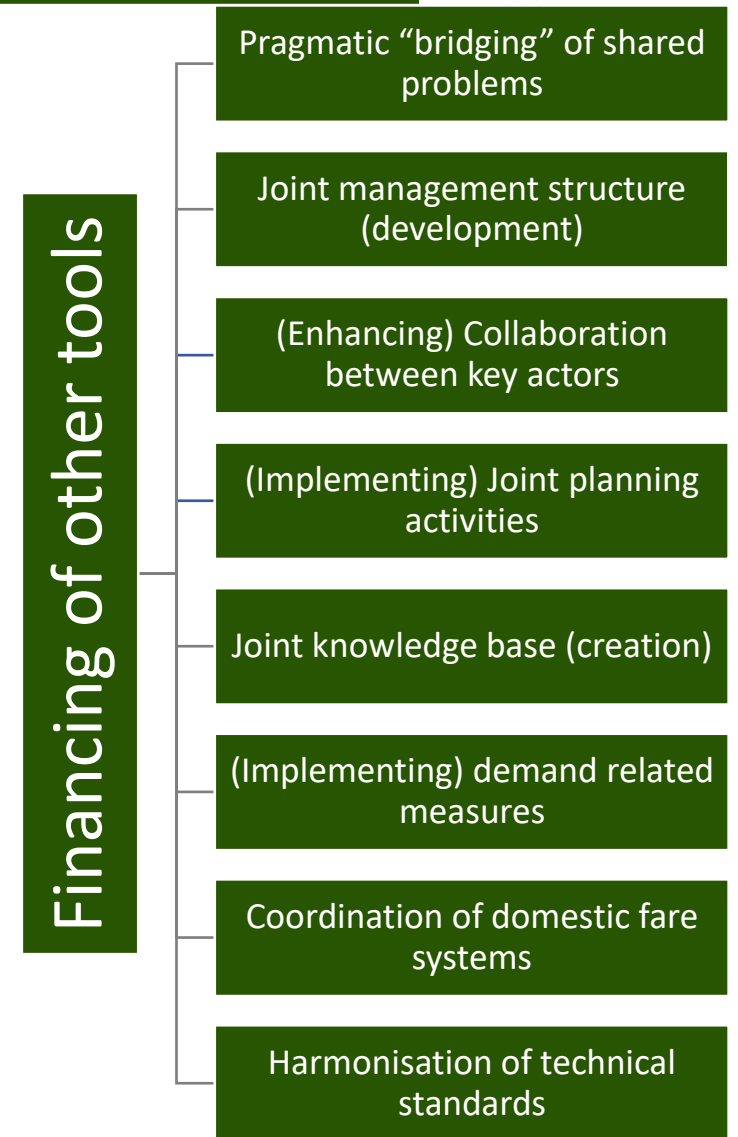 Financing of other tools
Pragmatic “bridging” of shared
problems
Joint management structure
(development)
(Enhancing) Collaboration
between key actors
(Implementing) Joint planning
activities
Joint knowledge base (creation)
(Implementing) demand related
measures
Coordination of domestic fare
systems
Harmonisation of technical
standards